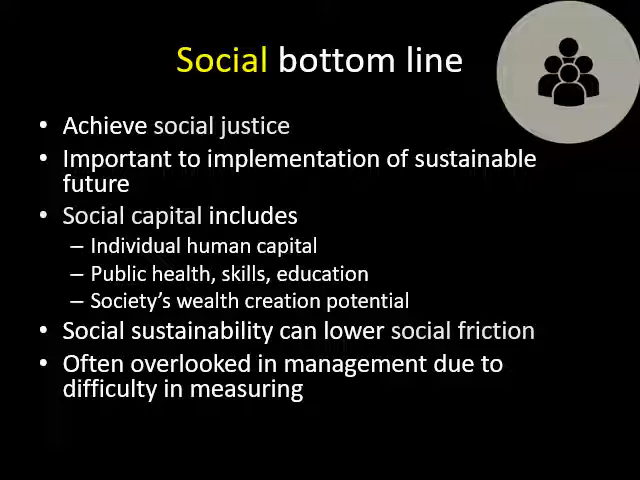 Social bottom line
• Achieve social justice
• Important to implementation of sustainable
future
• Social capital includes
– Individual human capital
– Public health, skills, education
– Society’s wealth creation potential
• Social sustainability can lower social friction
• Often overlooked in management due to
difficulty in measuring